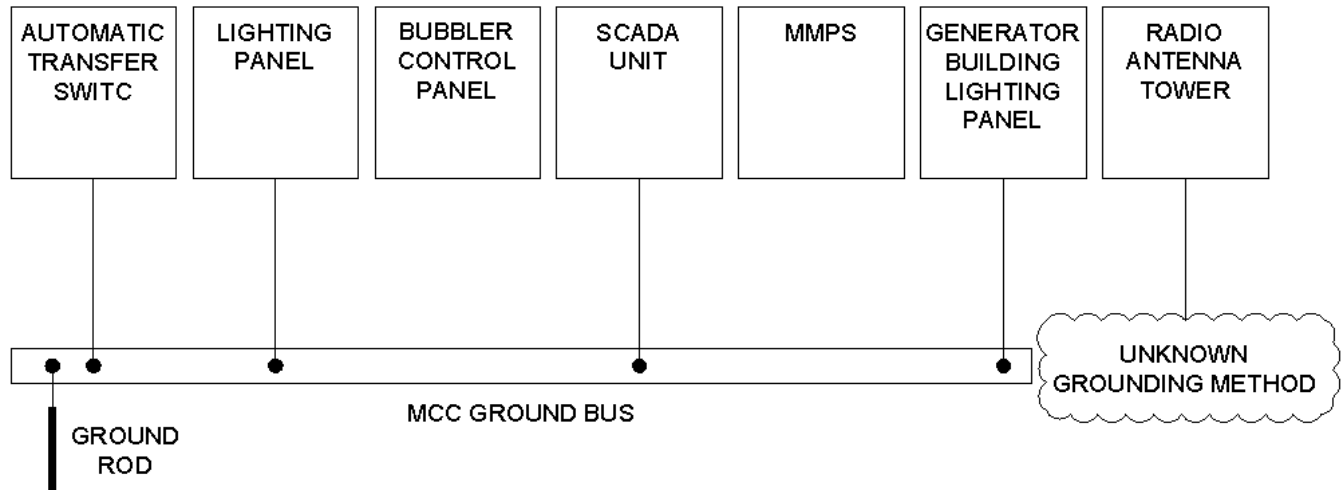 AUTOMATIC
TRANSFER
SWITC
LIGHTING
PANEL
BUBBLER
CONTROL
PANEL
SCADA
UNIT
MMPS
GENERATOR
BUILDING
LIGHTING
PANEL
RADIO
ANTENNA
TOWER
UNKNOWN
GROUNDING METHOD
MCC GROUND BUS
GROUND
ROD